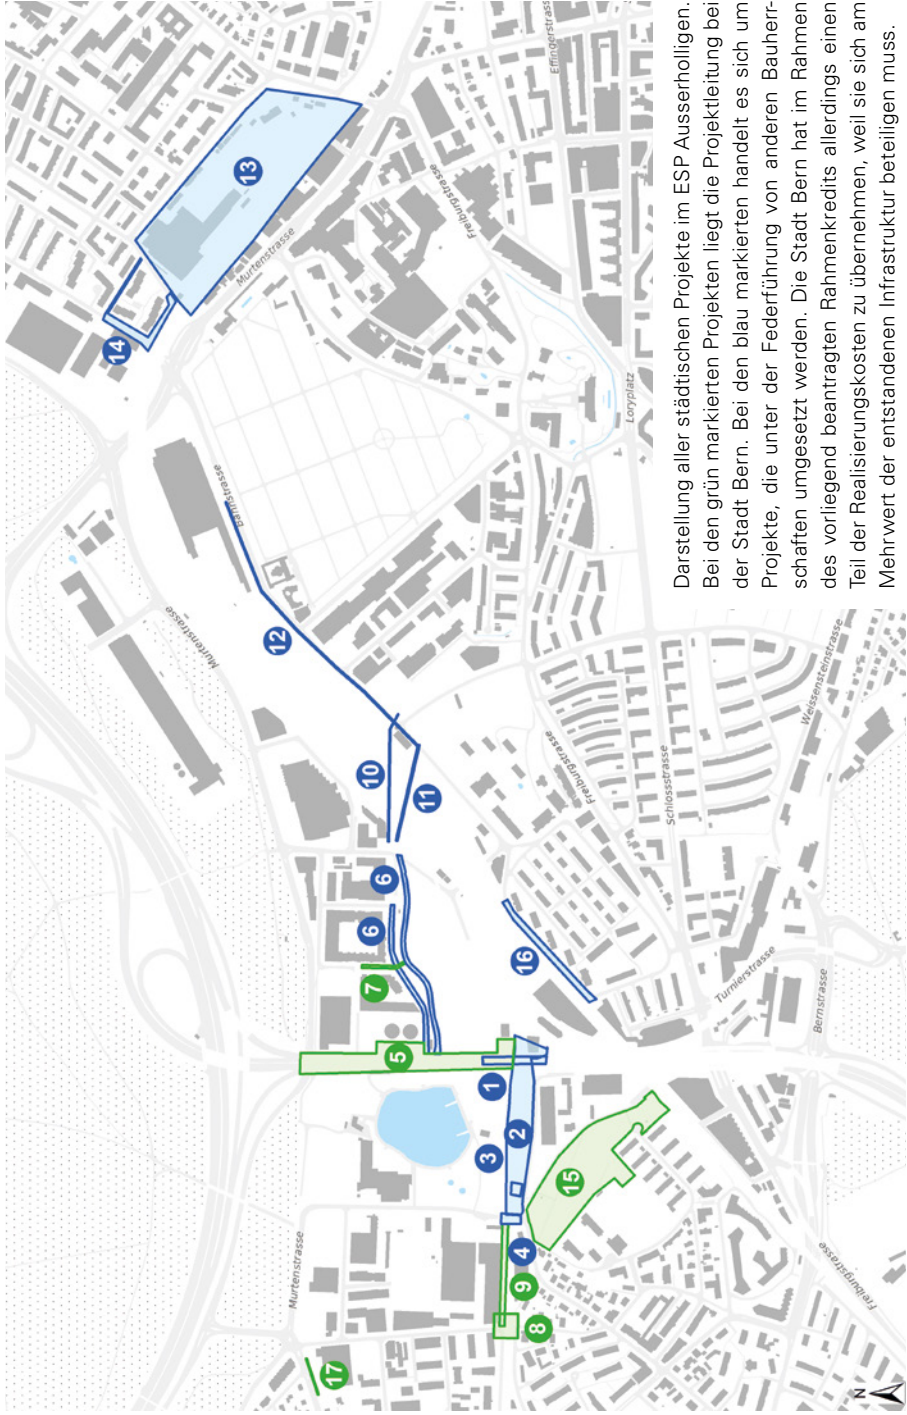 Darstellung aller städtischen Projekte im ESP Ausserholligen.
Bei den grün markierten Projekten liegt die Projektleitung bei
der Stadt Bern. Bei den blau markierten handelt es sich um
Projekte, die unter der Federführung von anderen Bauherr-
schaften umgesetzt werden. Die Stadt Bern hat im Rahmen
des vorliegend beantragten Rahmenkredits allerdings einen
Teil der Realisierungskosten zu übernehmen, weil sie sich am
Mehrwert der entstandenen Infrastruktur beteiligen muss.
Murtenstrasse
17
8
9
4
15
3
2
1
5
7
6
6
16
10
11
12
14
13
Murtenstrasse
Bahnstrasse
Murtenstrasse
Freiburgstrasse
Effingerstrasse
Loryplatz
Freiburgstrasse
Schlossstrasse
Weissensteinstrasse
Turnierstrasse
Bernstrasse
Freiburgstrasse
N